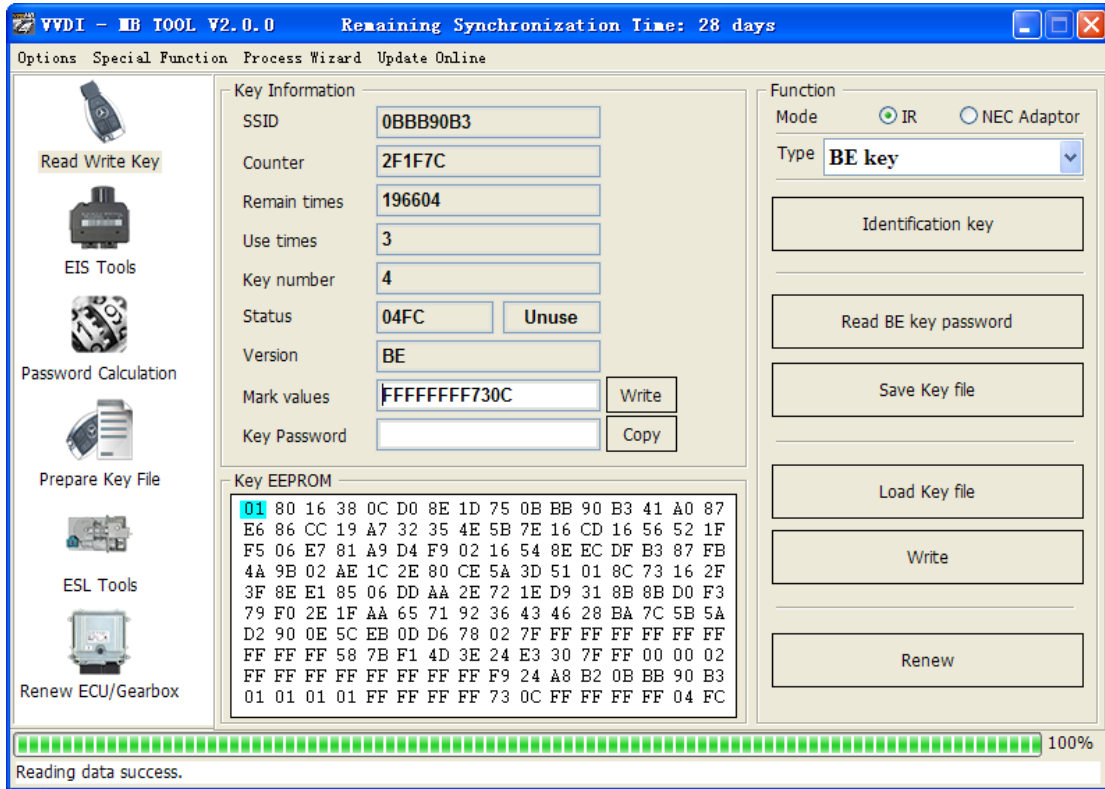 VVDI - MB TOOL V2.0.0 Remaining Synchronization Time: 28 days
Options Special Function Process Wizard Update Online
Read Write Key
EIS Tools
Password Calculation
Prepare Key File
ESL Tools
Renew ECU/Gearbox
Key Information
SSID 0BBB90B3
Counter 2F1F7C
Remain times 196604
Use times 3
Key number 4
Status 04FC Unuse
Version BE
Mark values FFFFFFFF730C Write
Key Password Copy
Key EEPROM
01 80 16 38 0C D0 8E 1D 75 0B BB 90 B3 41 A0 87
E6 86 CC 19 A7 32 35 4E 5B 7E 16 CD 16 56 52 1F
F5 06 E7 81 A9 D4 F9 02 16 54 8E EC DF B3 87 FB
4A 9B 02 AE 1C 2E 80 CE 5A 3D 51 01 8C 73 16 2F
3F 8E E1 85 06 DD AA 2E 72 1E D9 31 8B 8B D0 F3
79 F0 2E 1F AA 65 71 92 36 43 46 28 BA 7C 5B 5A
D2 90 0E 5C EB 0D D6 78 02 7F FF FF FF FF FF FF
FF FF FF 58 7B F1 4D 3E 24 E3 30 7F FF 00 00 02
FF FF FF FF FF FF FF FF F9 24 A8 B2 0B BB 90 B3
01 01 01 01 FF FF FF FF 73 0C FF FF FF FF 04 FC
Function
Mode IR NEC Adaptor
Type BE key
Identification key
Read BE key password
Save Key file
Load Key file
Write
Renew
100%
Reading data success.